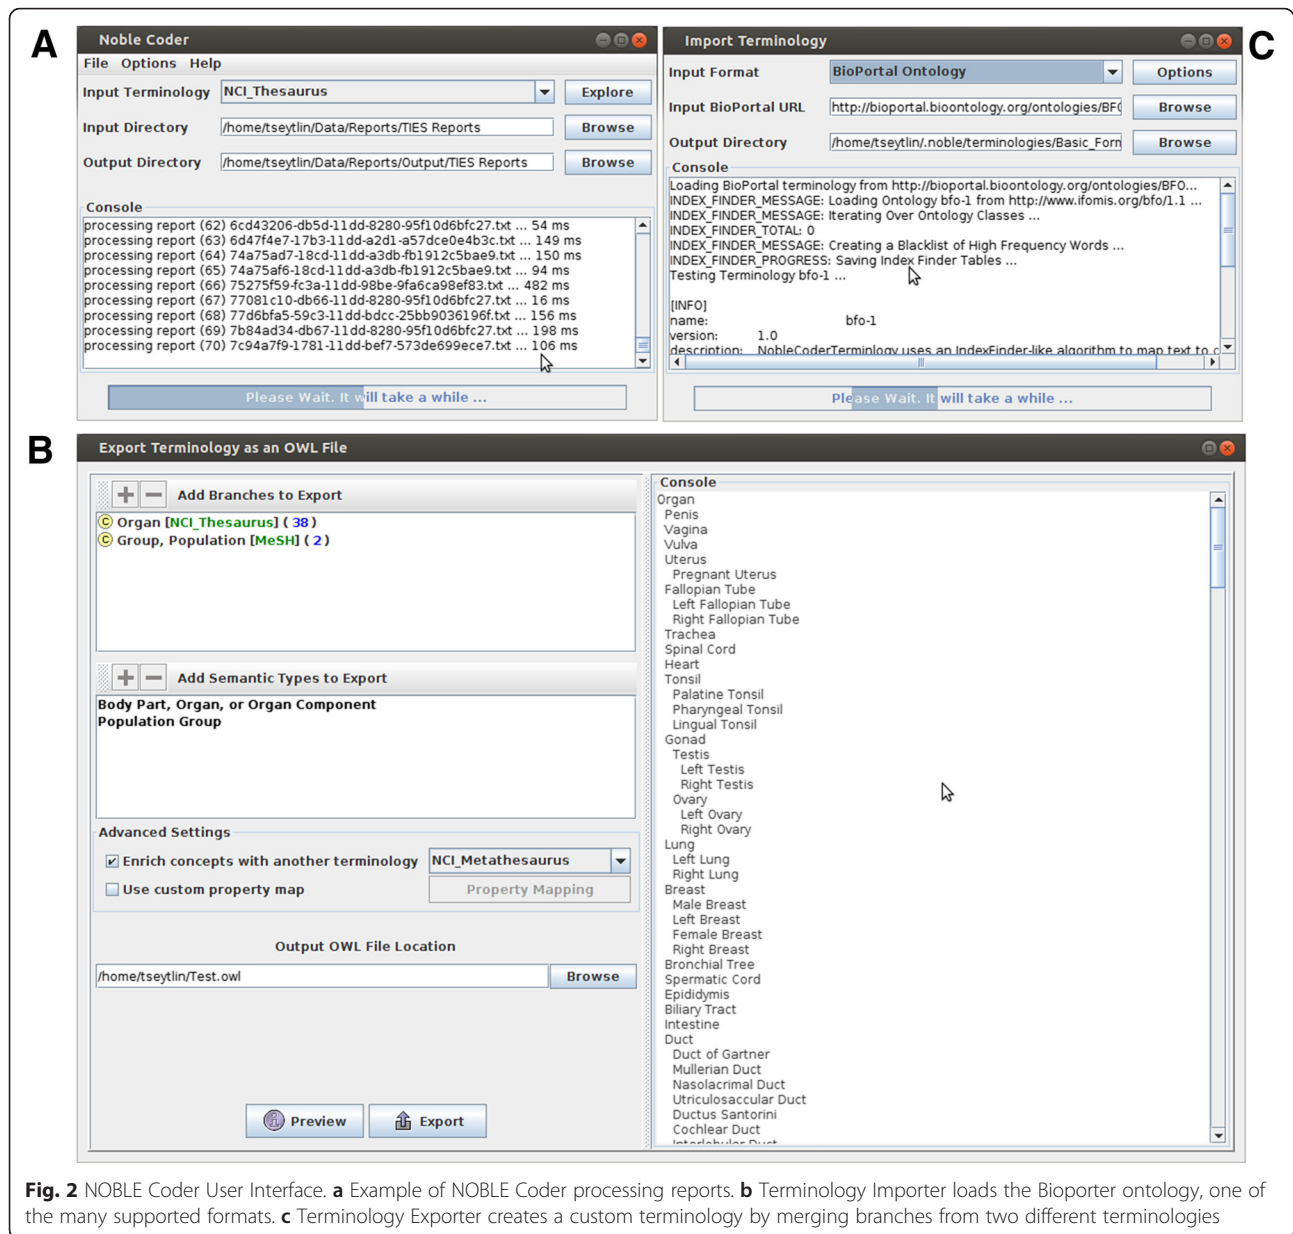 A
Noble Coder
File Options Help
Input Terminology NCI_Thesaurus Explore
Input Directory /home/tseytlin/Data/Reports/TIES Reports Browse
Output Directory /home/tseytlin/Data/Reports/Output/TIES Reports Browse
Console
processing report (62) 6cd43206-db5d-11dd-8280-95f10d6bfc27.txt ... 54 ms
processing report (63) 6d47f4e7-17b3-11dd-a2d1-a57dce0e4b3c.txt ... 149 ms
processing report (64) 74a75ad7-18cd-11dd-a3db-fb1912c5bae9.txt ... 150 ms
processing report (65) 74a75af6-18cd-11dd-a3db-fb1912c5bae9.txt ... 94 ms
processing report (66) 75275f59-fc3a-11dd-98be-9fa6ca98ef83.txt ... 482 ms
processing report (67) 77081c10-db66-11dd-8280-95f10d6bfc27.txt ... 16 ms
processing report (68) 77d6bfa5-59c3-11dd-bdcc-25bb9036196f.txt ... 156 ms
processing report (69) 7b84ad34-db67-11dd-8280-95f10d6bfc27.txt ... 198 ms
processing report (70) 7c94a7f9-1781-11dd-bef7-573de699ece7.txt ... 106 ms
Please Wait. It will take a while ...
C
Import Terminology
Input Format BioPortal Ontology Options
Input BioPortal URL http://bioportal.bioontology.org/ontologies/BF( Browse
Output Directory /home/tseytlin/.noble/terminologies/Basic_Forn Browse
Console
Loading BioPortal terminology from http://bioportal.bioontology.org/ontologies/BFO...
INDEX_FINDER_MESSAGE: Loading Ontology bfo-1 from http://www.ifomis.org/bfo/1.1 ...
INDEX_FINDER_MESSAGE: Iterating Over Ontology Classes ...
INDEX_FINDER_TOTAL: 0
INDEX_FINDER_MESSAGE: Creating a Blacklist of High Frequency Words ...
INDEX_FINDER_PROGRESS: Saving Index Finder Tables ...
Testing Terminology bfo-1 ...
[INFO]
name: bfo-1
version: 1.0
description: NobleCoderTerminlogy uses an IndexFinder-like algorithm to map text to c
Please Wait. It will take a while ...
B
Export Terminology as an OWL File
Add Branches to Export
C Organ [NCI_Thesaurus] ( 38 )
C Group, Population [MeSH] ( 2 )
Add Semantic Types to Export
Body Part, Organ, or Organ Component
Population Group
Advanced Settings
Enrich concepts with another terminology NCI_Metathesaurus
Use custom property map Property Mapping
Output OWL File Location
/home/tseytlin/Test.owl Browse
Preview Export
Console
Organ
Penis
Vagina
Vulva
Uterus
Pregnant Uterus
Fallopian Tube
Left Fallopian Tube
Right Fallopian Tube
Trachea
Spinal Cord
Heart
Tonsil
Palatine Tonsil
Pharyngeal Tonsil
Lingual Tonsil
Gonad
Testis
Left Testis
Right Testis
Ovary
Left Ovary
Right Ovary
Lung
Left Lung
Right Lung
Breast
Male Breast
Left Breast
Female Breast
Right Breast
Bronchial Tree
Spermatic Cord
Epididymis
Biliary Tract
Intestine
Duct
Duct of Gartner
Mullerian Duct
Nasolacrimal Duct
Utriculosaccular Duct
Ductus Santorini
Cochlear Duct
Interlobular Duct
Fig. 2 NOBLE Coder User Interface. a Example of NOBLE Coder processing reports. b Terminology Importer loads the Bioporter ontology, one of
the many supported formats. c Terminology Exporter creates a custom terminology by merging branches from two different terminologies